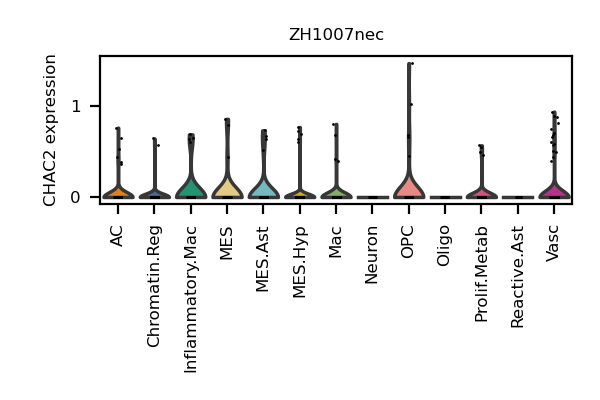 ZH1007nec
CHAC2 expression
1
0
AC
Chromatin.Reg
Inflammatory.Mac
MES
MES.Ast
MES.Hyp
Mac
Neuron
OPC
Oligo
Prolif.Metab
Reactive.Ast
Vasc